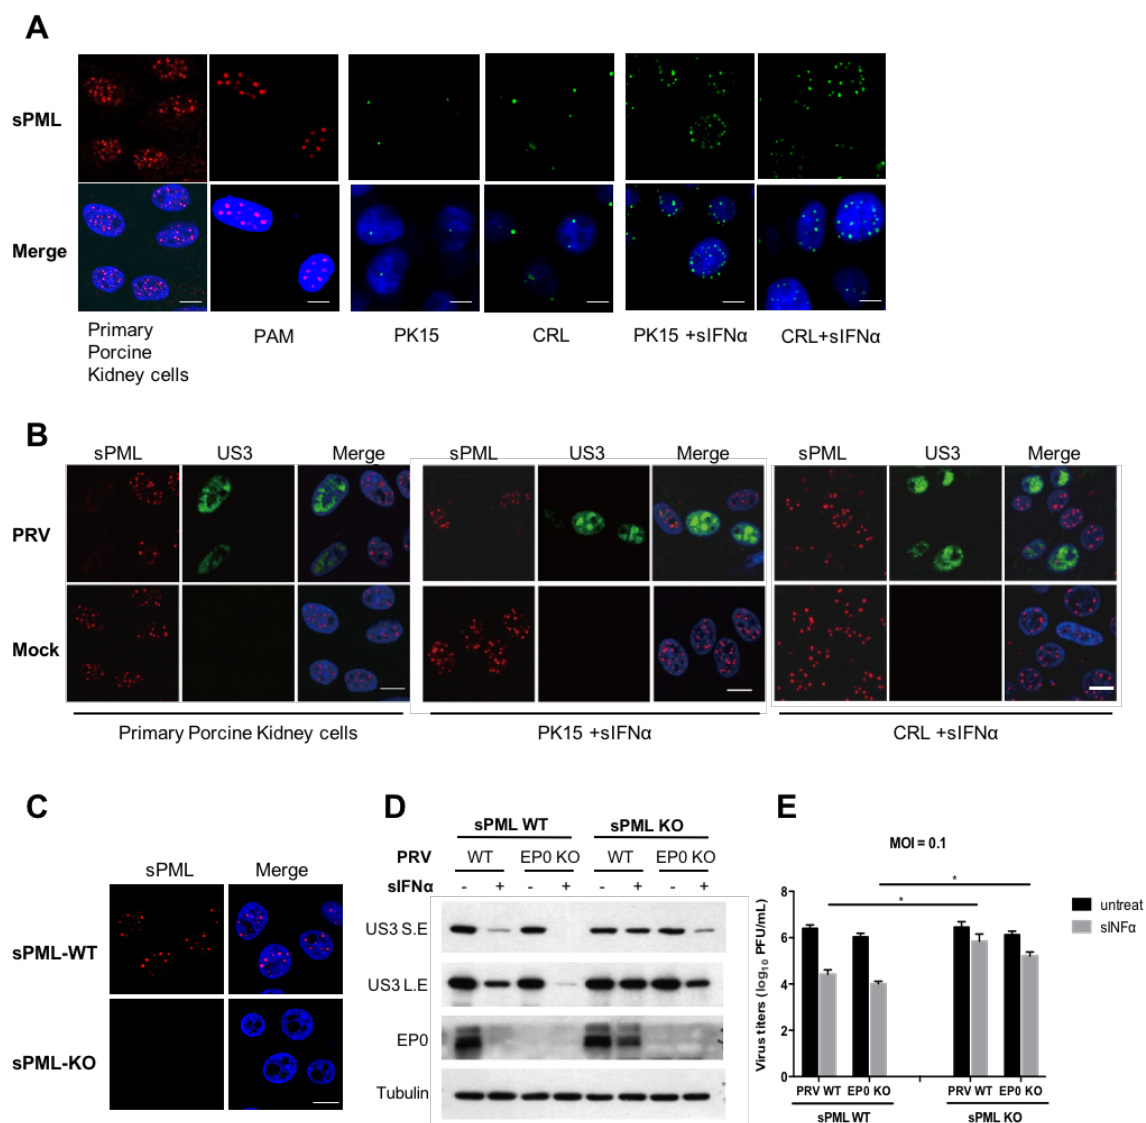 A
sPML
Merge
Primary
Porcine
Kidney cells
PAM
PK15
CRL
PK15 +sIFNα
CRL+sIFNα
B
sPML US3 Merge sPML US3 Merge sPML US3 Merge
PRV
Mock
Primary Porcine Kidney cells
PK15 +sIFNα
CRL +sIFNα
C
sPML Merge
sPML-WT
sPML-KO
D
sPML WT sPML KO
PRV WT EP0 KO WT EP0 KO
sIFNα - + - + - + - +
US3 S.E
US3 L.E
EP0
Tubulin
E
MOI = 0.1
*
*
untreat
sINFα
Virus titers (log10 PFU/mL)
8
6
4
2
0
PRV WT EP0 KO PRV WT EP0 KO
sPML WT sPML KO